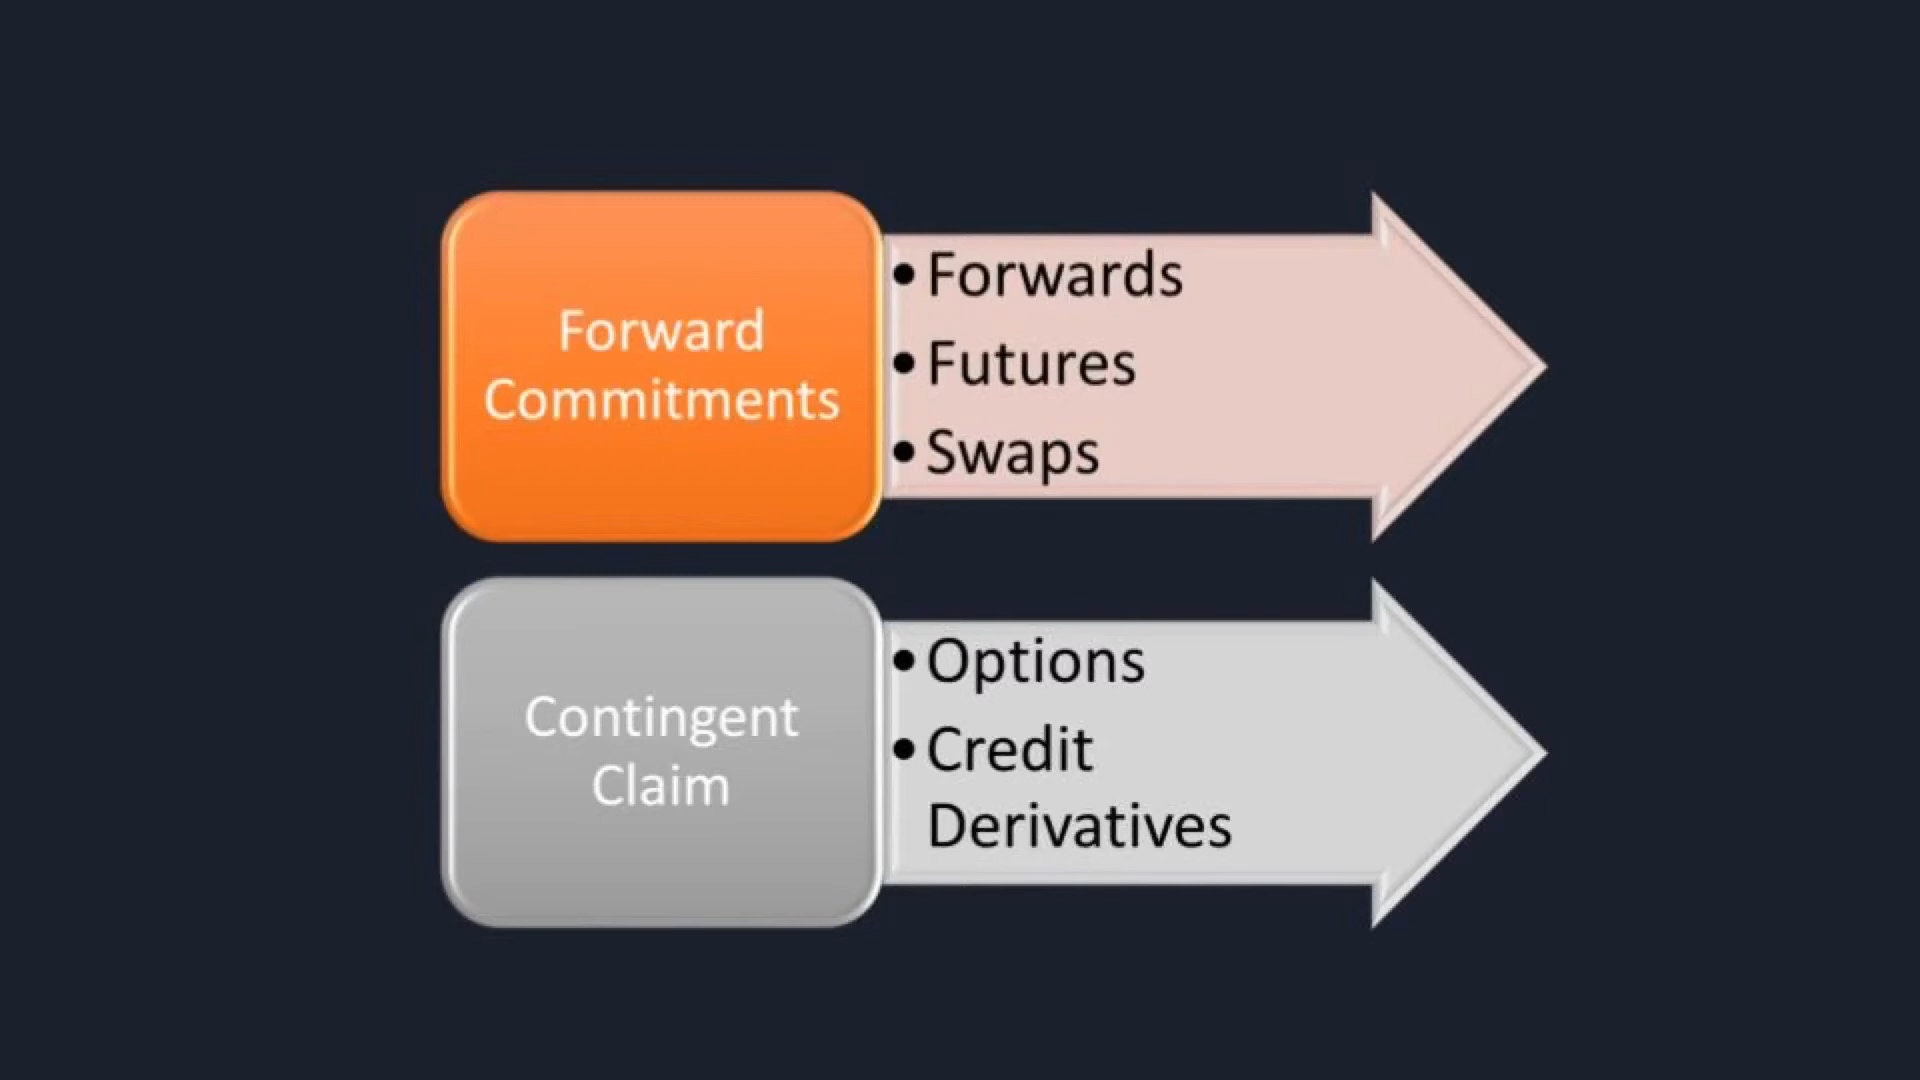 Forward
Commitments
• Forwards
• Futures
• Swaps
Contingent
Claim
• Options
• Credit
Derivatives